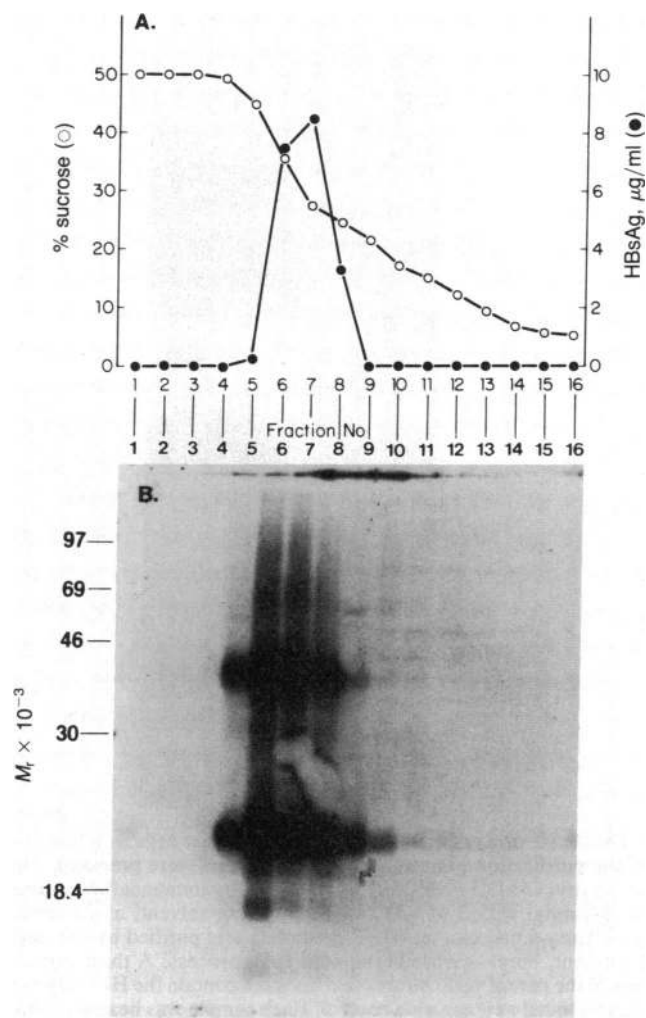 A.
% sucrose (○)
50
40
30
20
10
0
HBsAg, μg/ml (●)
10
8
6
4
2
0
1 2 3 4 5 6 7 8 9 10 11 12 13 14 15 16
Fraction No
1 2 3 4 5 6 7 8 9 10 11 12 13 14 15 16
B.
Mr × 10⁻³
97
69
46
30
18.4